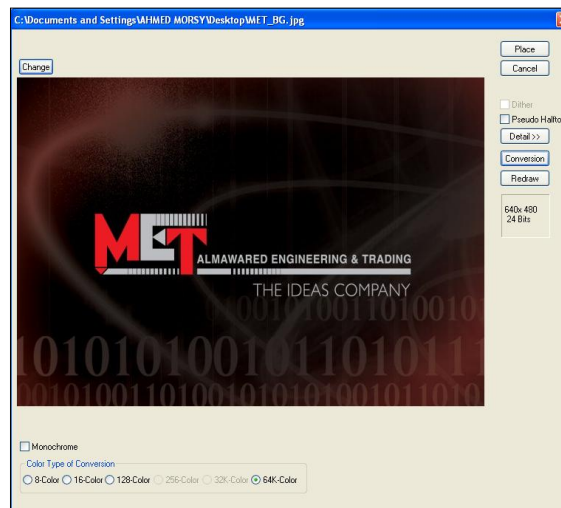 C:\Documents and Settings\AHMED MORSY\Desktop\MET_BG.jpg
Place
Cancel
Change
Dither
Pseudo Halfto
Detail >>
Conversion
Redraw
640x 480
24 Bits
MET
ALMAWARED ENGINEERING & TRADING
THE IDEAS COMPANY
Monochrome
Color Type of Conversion
8-Color 16-Color 128-Color 256-Color 32K-Color 64K-Color